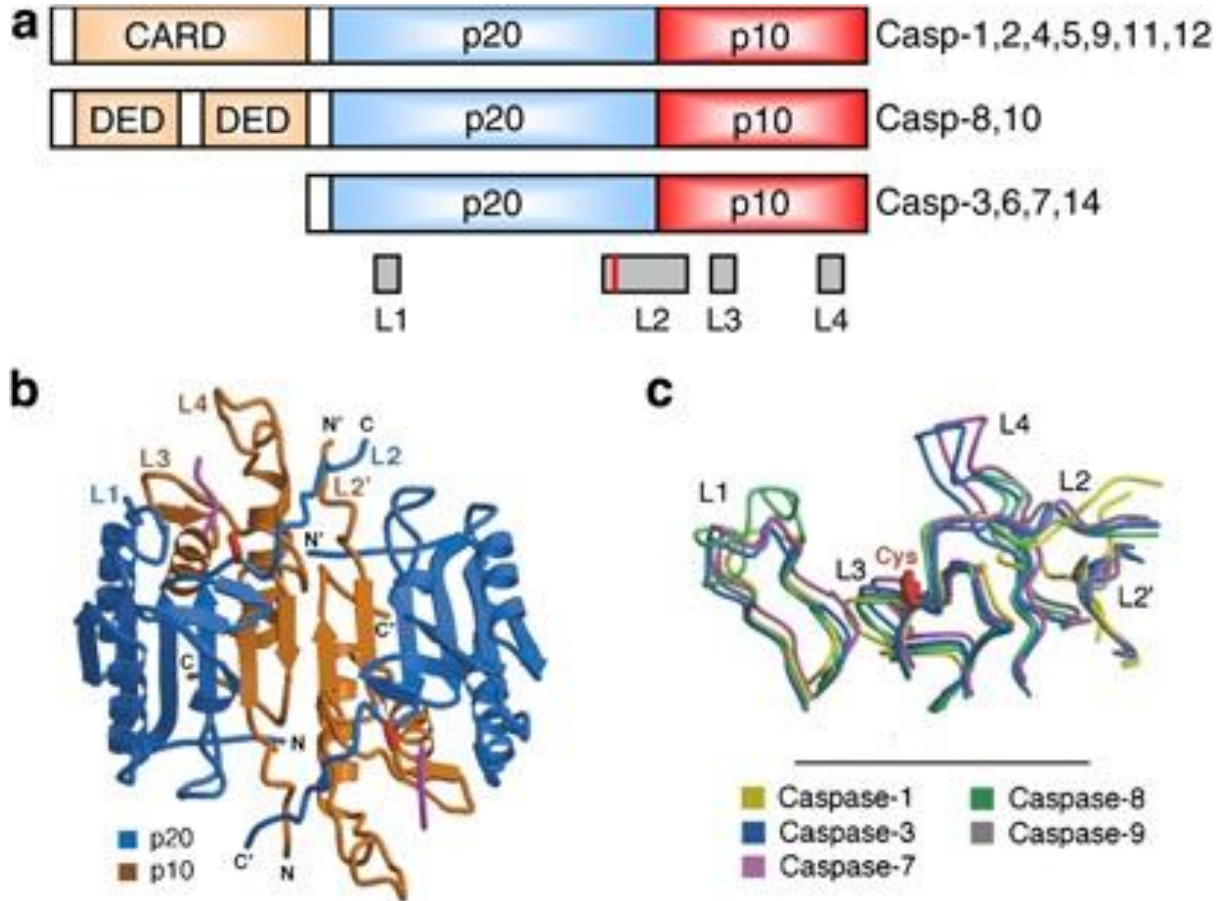 a
CARD p20 p10 Casp-1,2,4,5,9,11,12
DED DED p20 p10 Casp-8,10
p20 p10 Casp-3,6,7,14
L1 L2 L3 L4
b
L4 N' C
L3 L2
L1 L2'
N'
C'
C
N
C' N
p20
p10
c
L4
L1 L2
L3 Cys
L2'
Caspase-1 Caspase-8
Caspase-3 Caspase-9
Caspase-7